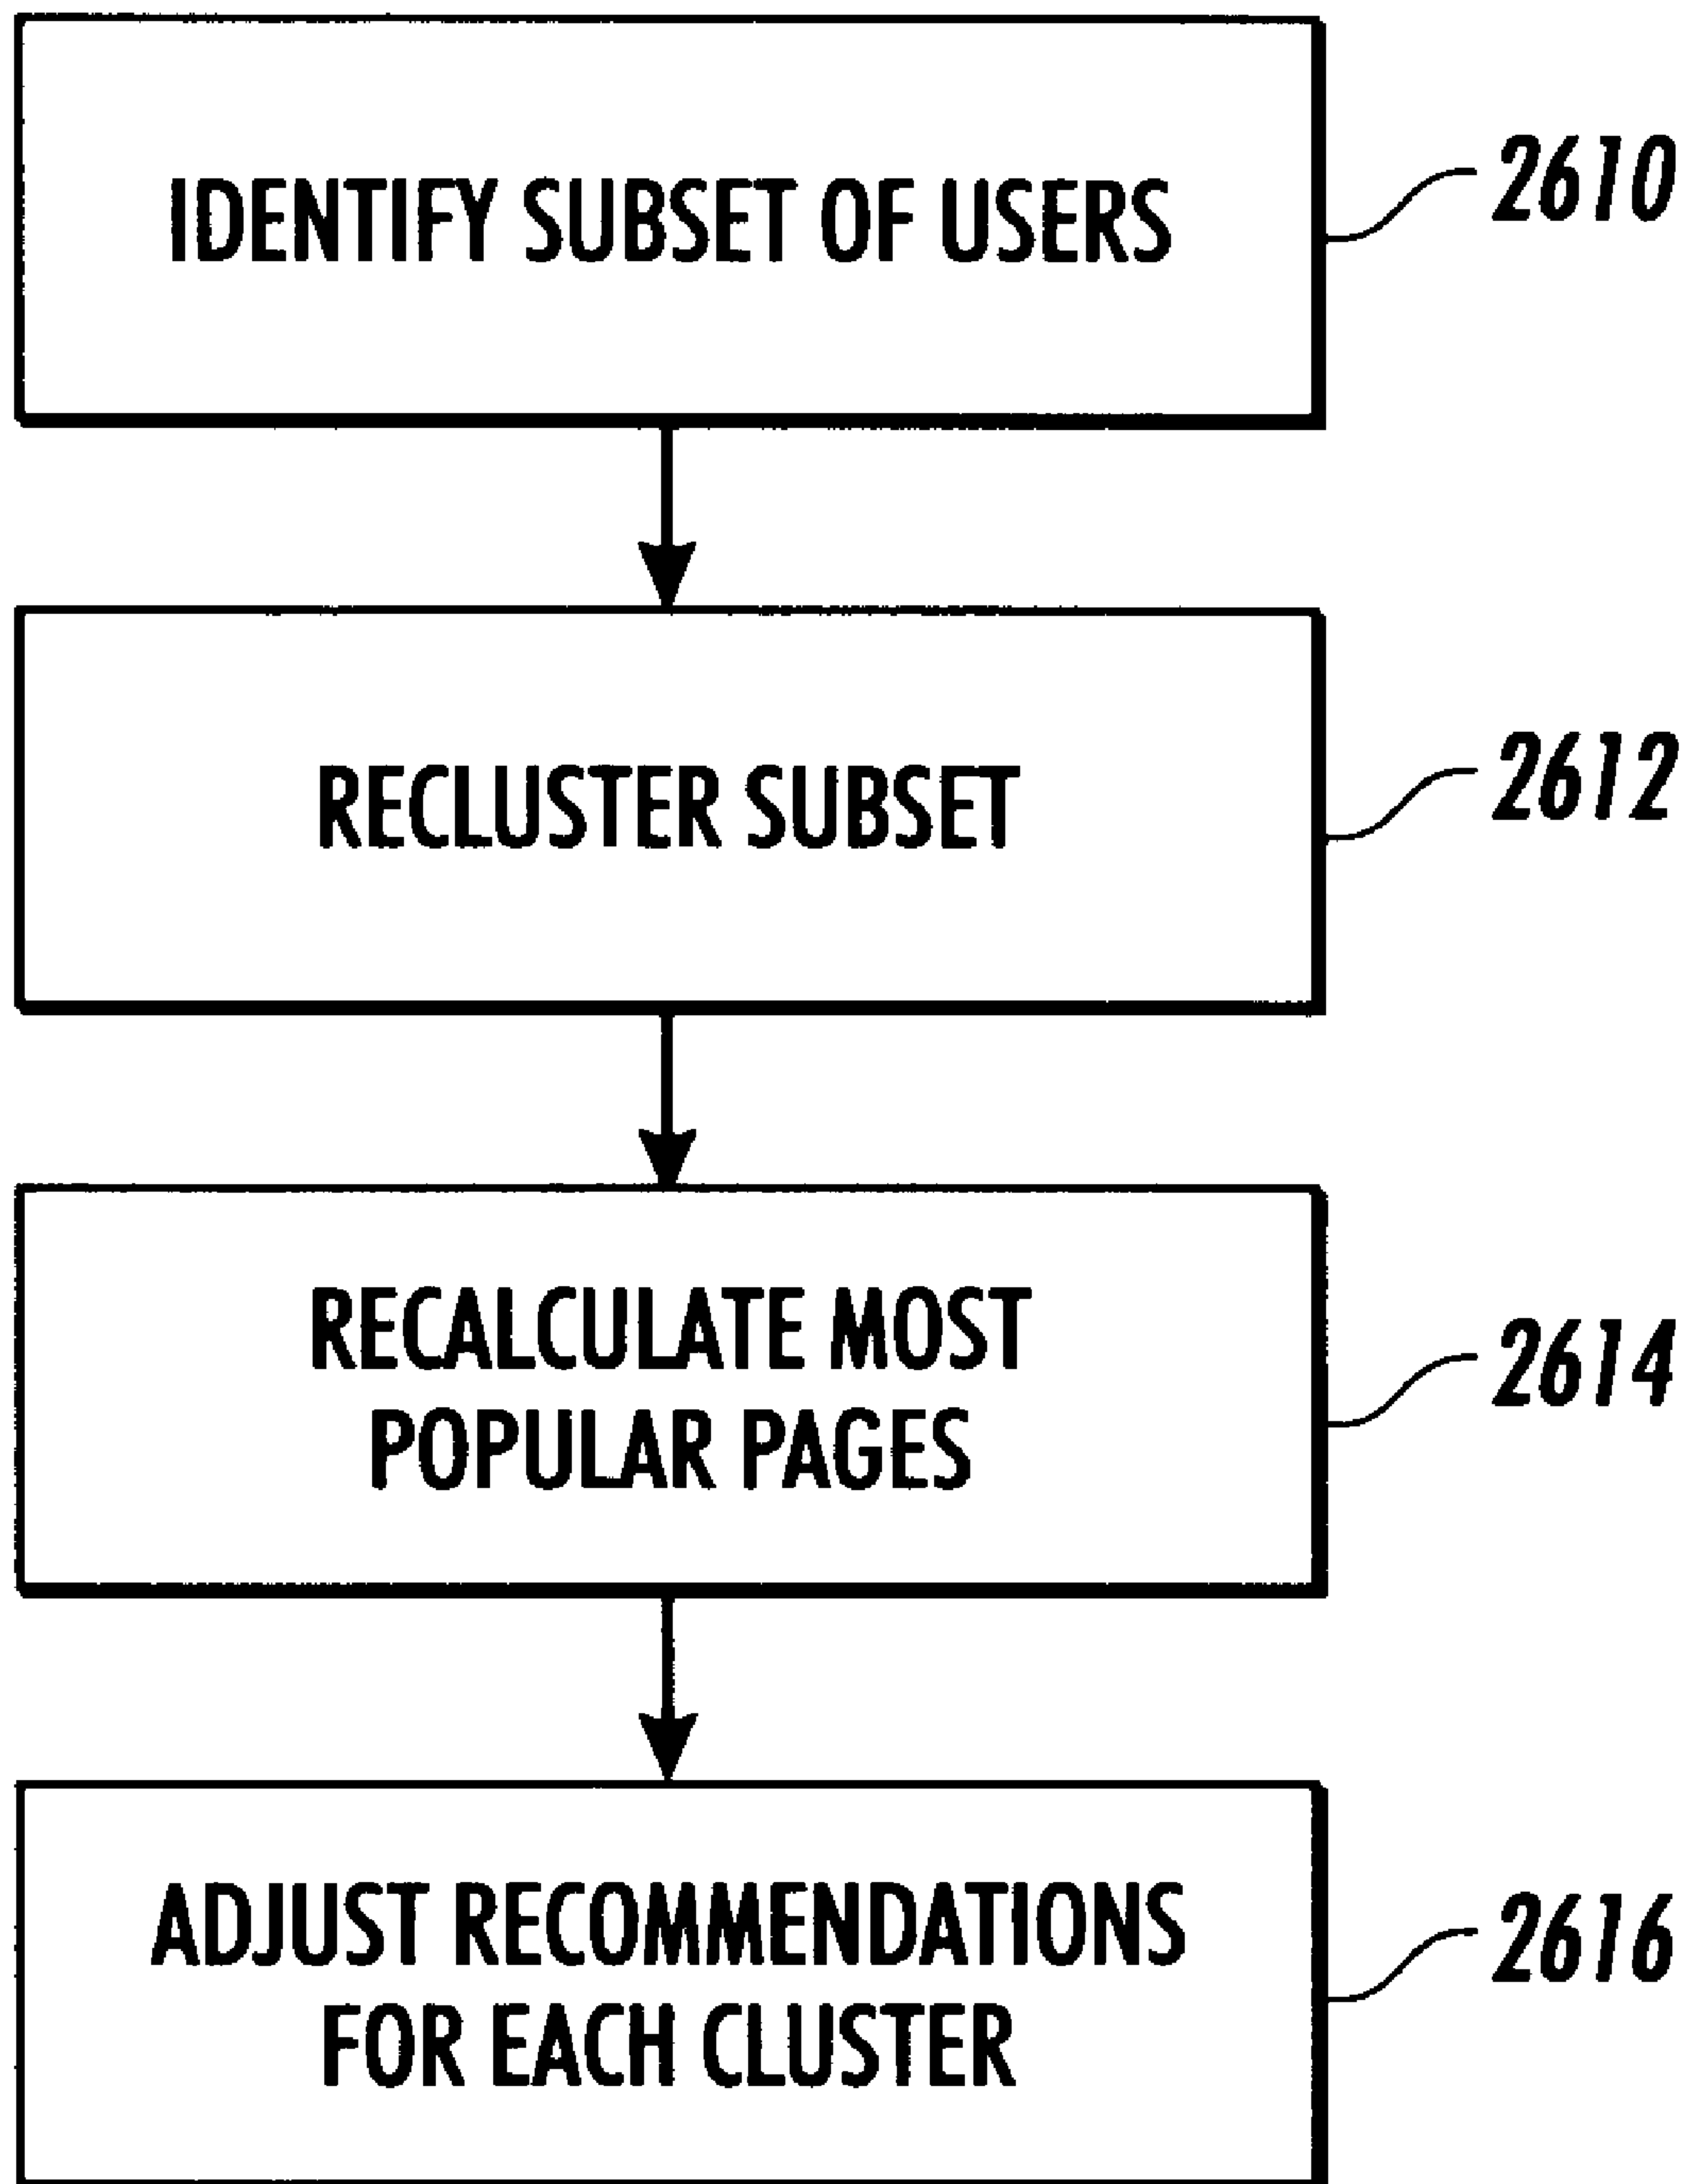 IDENTIFY SUBSET OF USERS
2610
RECLUSTER SUBSET
2612
RECALCULATE MOST
POPULAR PAGES
2614
ADJUST RECOMMENDATIONS
FOR EACH CLUSTER
2616